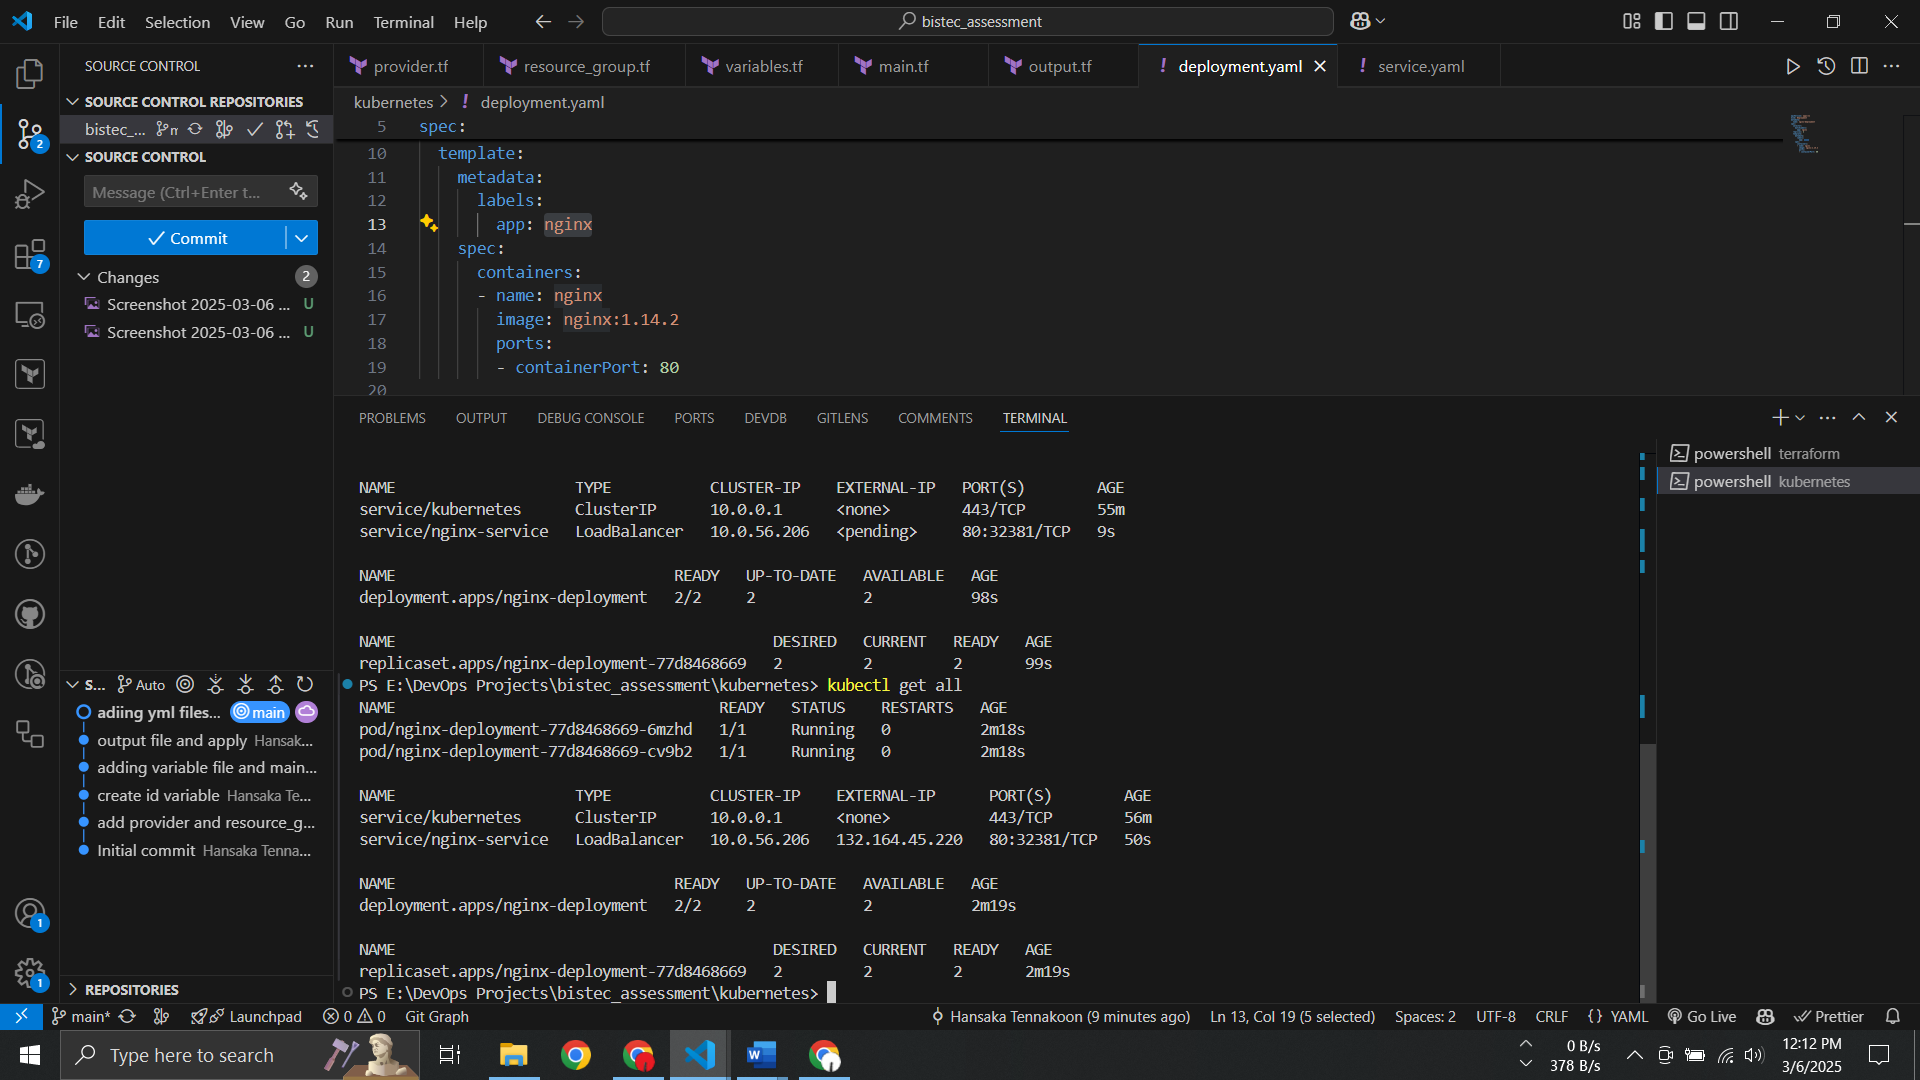 File Edit Selection View Go Run Terminal Help
bistec_assessment
SOURCE CONTROL
SOURCE CONTROL REPOSITORIES
bistec_...
SOURCE CONTROL
Message (Ctrl+Enter t...
Commit
Changes 2
Screenshot 2025-03-06 ... U
Screenshot 2025-03-06 ... U
2
7
1
1
S... Auto
adiing yml files... main
output file and apply Hansak...
adding variable file and main...
create id variable Hansaka Te...
add provider and resource_g...
Initial commit Hansaka Tenna...
REPOSITORIES
provider.tf resource_group.tf variables.tf main.tf output.tf ! deployment.yaml ! service.yaml
kubernetes > ! deployment.yaml
5 spec:
10 template:
11 metadata:
12 labels:
13 app: nginx
14 spec:
15 containers:
16 - name: nginx
17 image: nginx:1.14.2
18 ports:
19 - containerPort: 80
20
PROBLEMS OUTPUT DEBUG CONSOLE PORTS DEVDB GITLENS COMMENTS TERMINAL
powershell terraform
powershell kubernetes
NAME TYPE CLUSTER-IP EXTERNAL-IP PORT(S) AGE
service/kubernetes ClusterIP 10.0.0.1 <none> 443/TCP 55m
service/nginx-service LoadBalancer 10.0.56.206 <pending> 80:32381/TCP 9s
NAME READY UP-TO-DATE AVAILABLE AGE
deployment.apps/nginx-deployment 2/2 2 2 98s
NAME DESIRED CURRENT READY AGE
replicaset.apps/nginx-deployment-77d8468669 2 2 2 99s
PS E:\DevOps Projects\bistec_assessment\kubernetes> kubectl get all
NAME READY STATUS RESTARTS AGE
pod/nginx-deployment-77d8468669-6mzhd 1/1 Running 0 2m18s
pod/nginx-deployment-77d8468669-cv9b2 1/1 Running 0 2m18s
NAME TYPE CLUSTER-IP EXTERNAL-IP PORT(S) AGE
service/kubernetes ClusterIP 10.0.0.1 <none> 443/TCP 56m
service/nginx-service LoadBalancer 10.0.56.206 132.164.45.220 80:32381/TCP 50s
NAME READY UP-TO-DATE AVAILABLE AGE
deployment.apps/nginx-deployment 2/2 2 2 2m19s
NAME DESIRED CURRENT READY AGE
replicaset.apps/nginx-deployment-77d8468669 2 2 2 2m19s
PS E:\DevOps Projects\bistec_assessment\kubernetes>
main* Launchpad 0 0 Git Graph Hansaka Tennakoon (9 minutes ago) Ln 13, Col 19 (5 selected) Spaces: 2 UTF-8 CRLF {} YAML Go Live Prettier
Type here to search
0 B/s
378 B/s
12:12 PM
3/6/2025